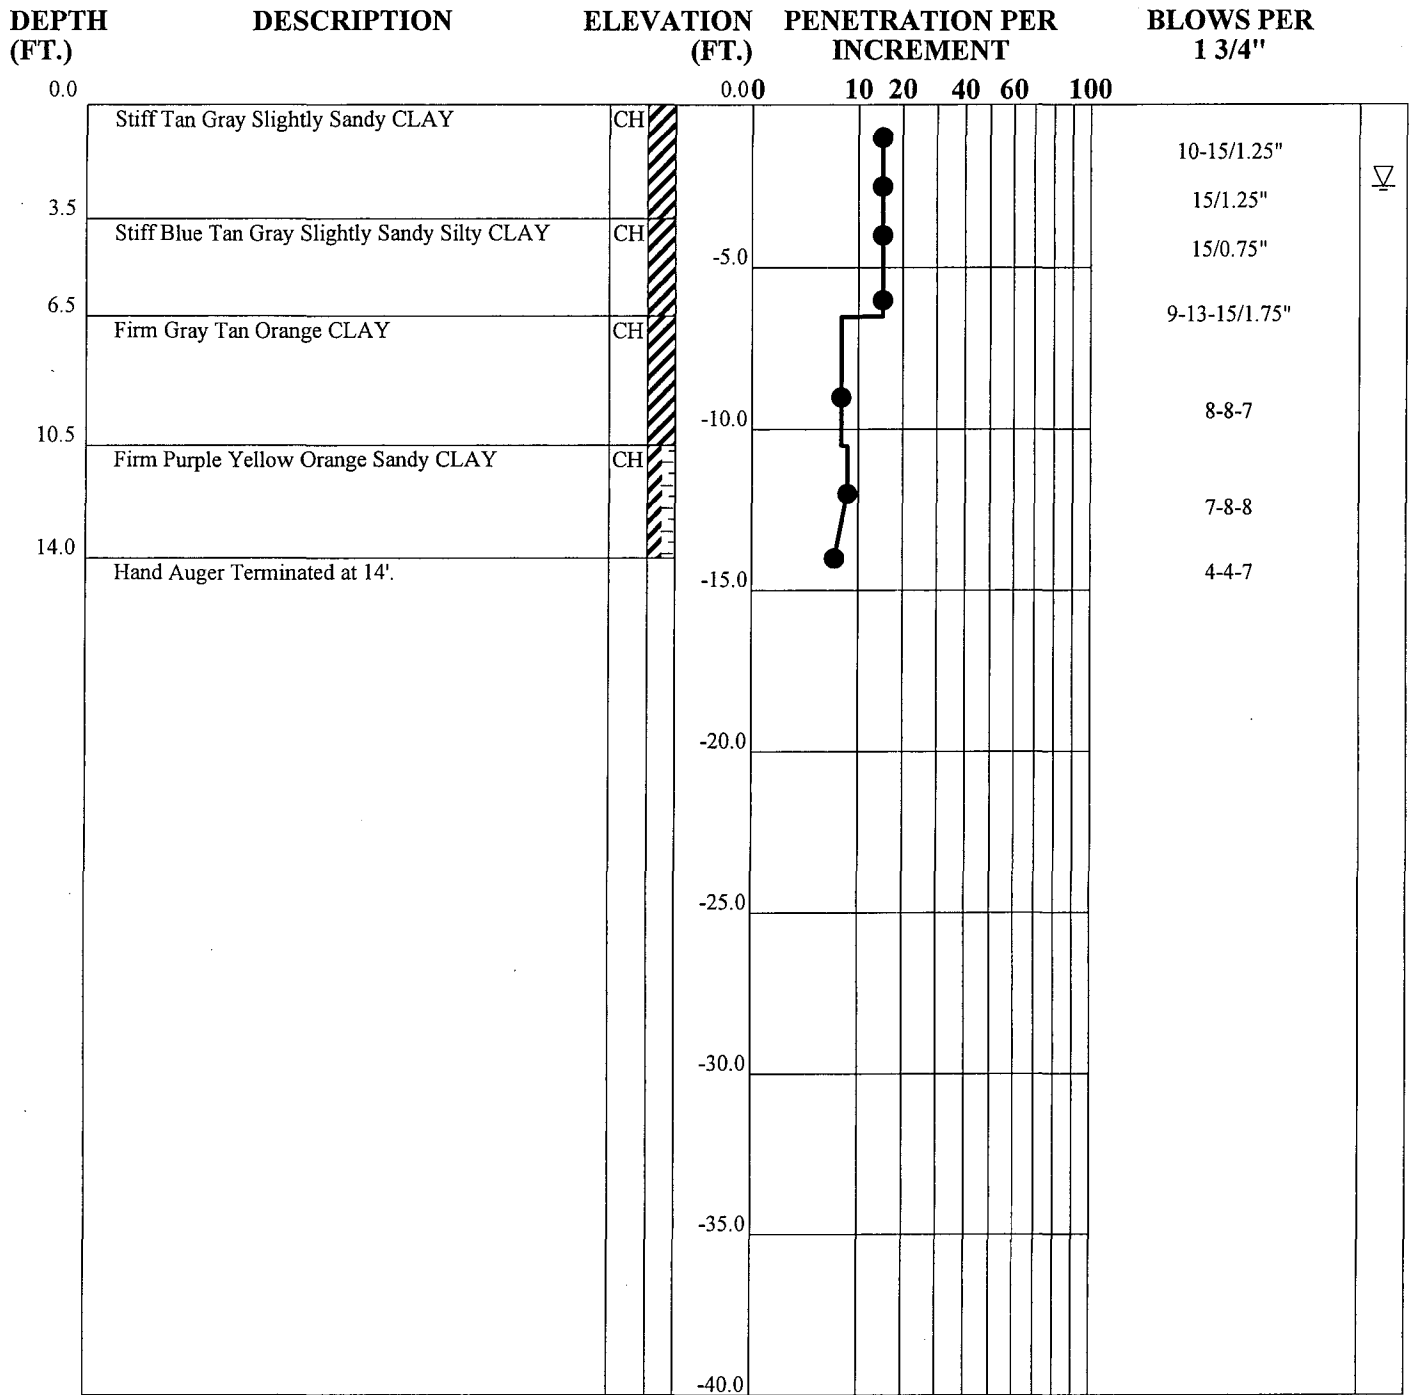 DEPTH (FT.) DESCRIPTION ELEVATION (FT.) PENETRATION PER INCREMENT BLOWS PER 1 3/4"
0.0 0.0 0 10 20 40 60 100
Stiff Tan Gray Slightly Sandy CLAY CH
10-15/1.25"
15/1.25"
3.5
Stiff Blue Tan Gray Slightly Sandy Silty CLAY CH
15/0.75"
-5.0
6.5
9-13-15/1.75"
Firm Gray Tan Orange CLAY CH
8-8-7
-10.0
10.5
Firm Purple Yellow Orange Sandy CLAY CH
7-8-8
14.0
Hand Auger Terminated at 14'.
4-4-7
-15.0
-20.0
-25.0
-30.0
-35.0
-40.0